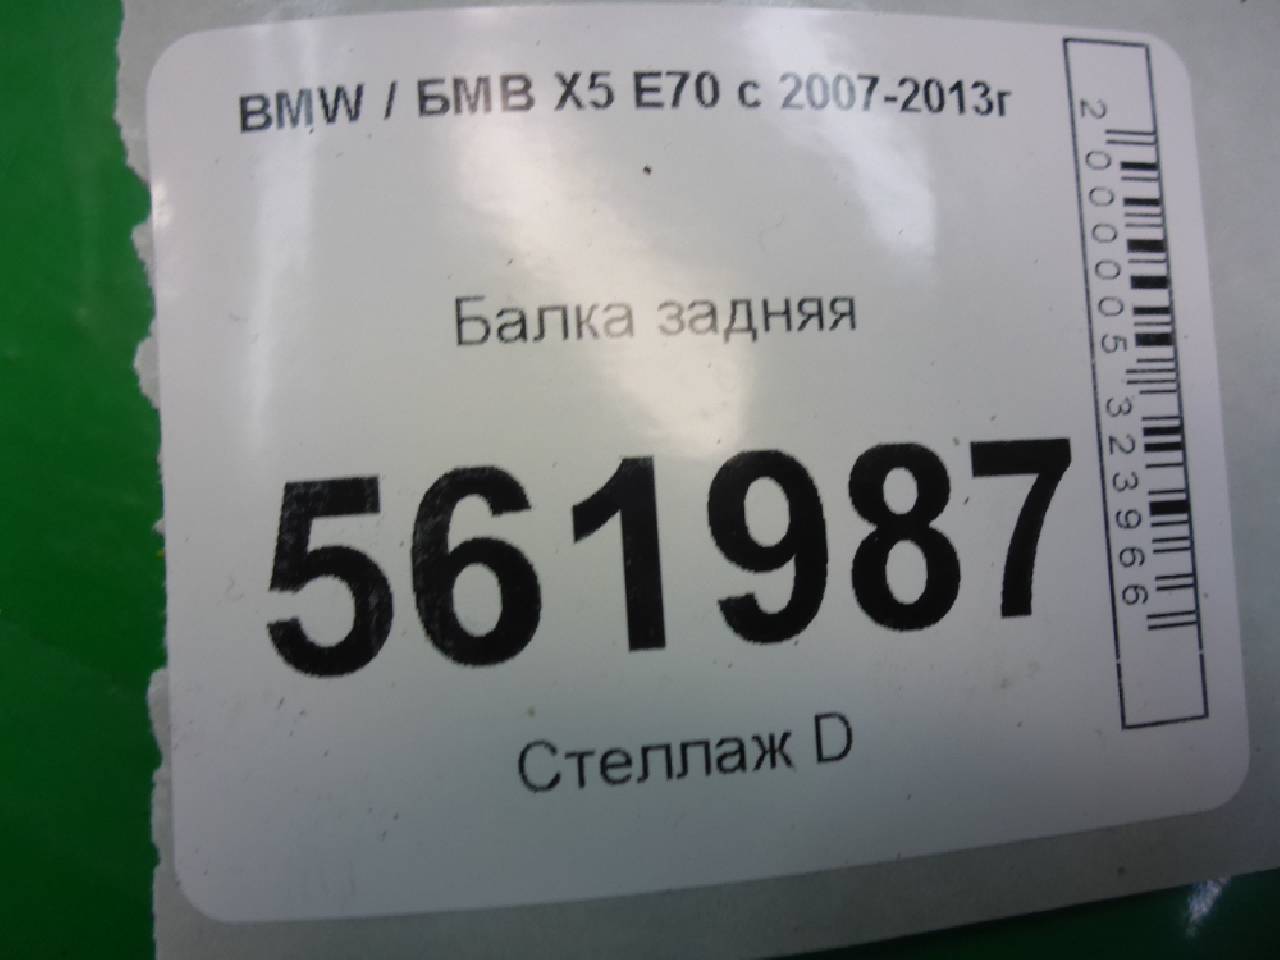 BMW / БМВ X5 E70 с 2007-2013г
Балка задняя
561987
Стеллаж D
2000005323966